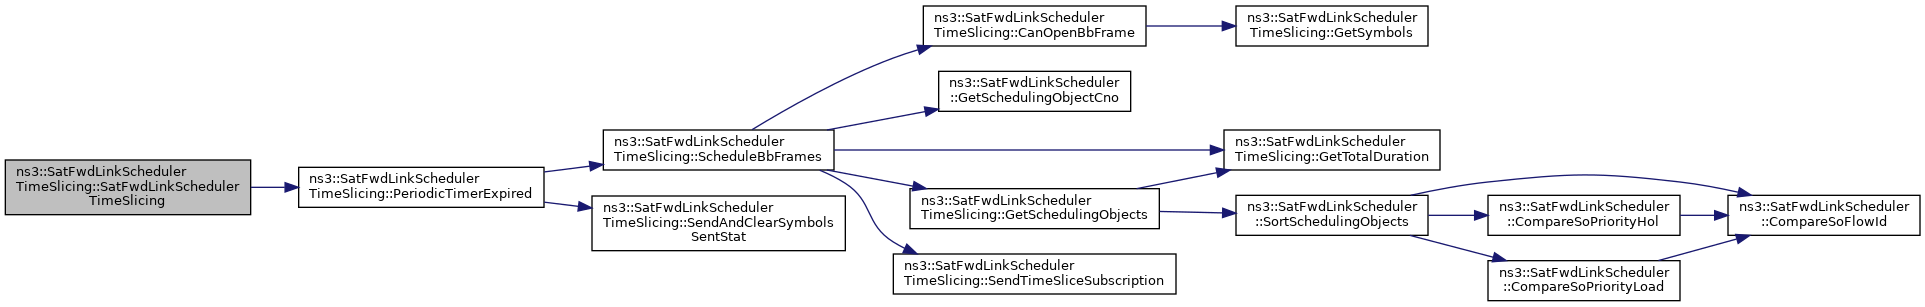 ns3::SatFwdLinkScheduler
TimeSlicing::SatFwdLinkScheduler
TimeSlicing
ns3::SatFwdLinkScheduler
TimeSlicing::PeriodicTimerExpired
ns3::SatFwdLinkScheduler
TimeSlicing::ScheduleBbFrames
ns3::SatFwdLinkScheduler
TimeSlicing::SendAndClearSymbols
SentStat
ns3::SatFwdLinkScheduler
TimeSlicing::CanOpenBbFrame
ns3::SatFwdLinkScheduler
::GetSchedulingObjectCno
ns3::SatFwdLinkScheduler
TimeSlicing::GetSchedulingObjects
ns3::SatFwdLinkScheduler
TimeSlicing::SendTimeSliceSubscription
ns3::SatFwdLinkScheduler
TimeSlicing::GetSymbols
ns3::SatFwdLinkScheduler
TimeSlicing::GetTotalDuration
ns3::SatFwdLinkScheduler
::SortSchedulingObjects
ns3::SatFwdLinkScheduler
::CompareSoPriorityHol
ns3::SatFwdLinkScheduler
::CompareSoPriorityLoad
ns3::SatFwdLinkScheduler
::CompareSoFlowId